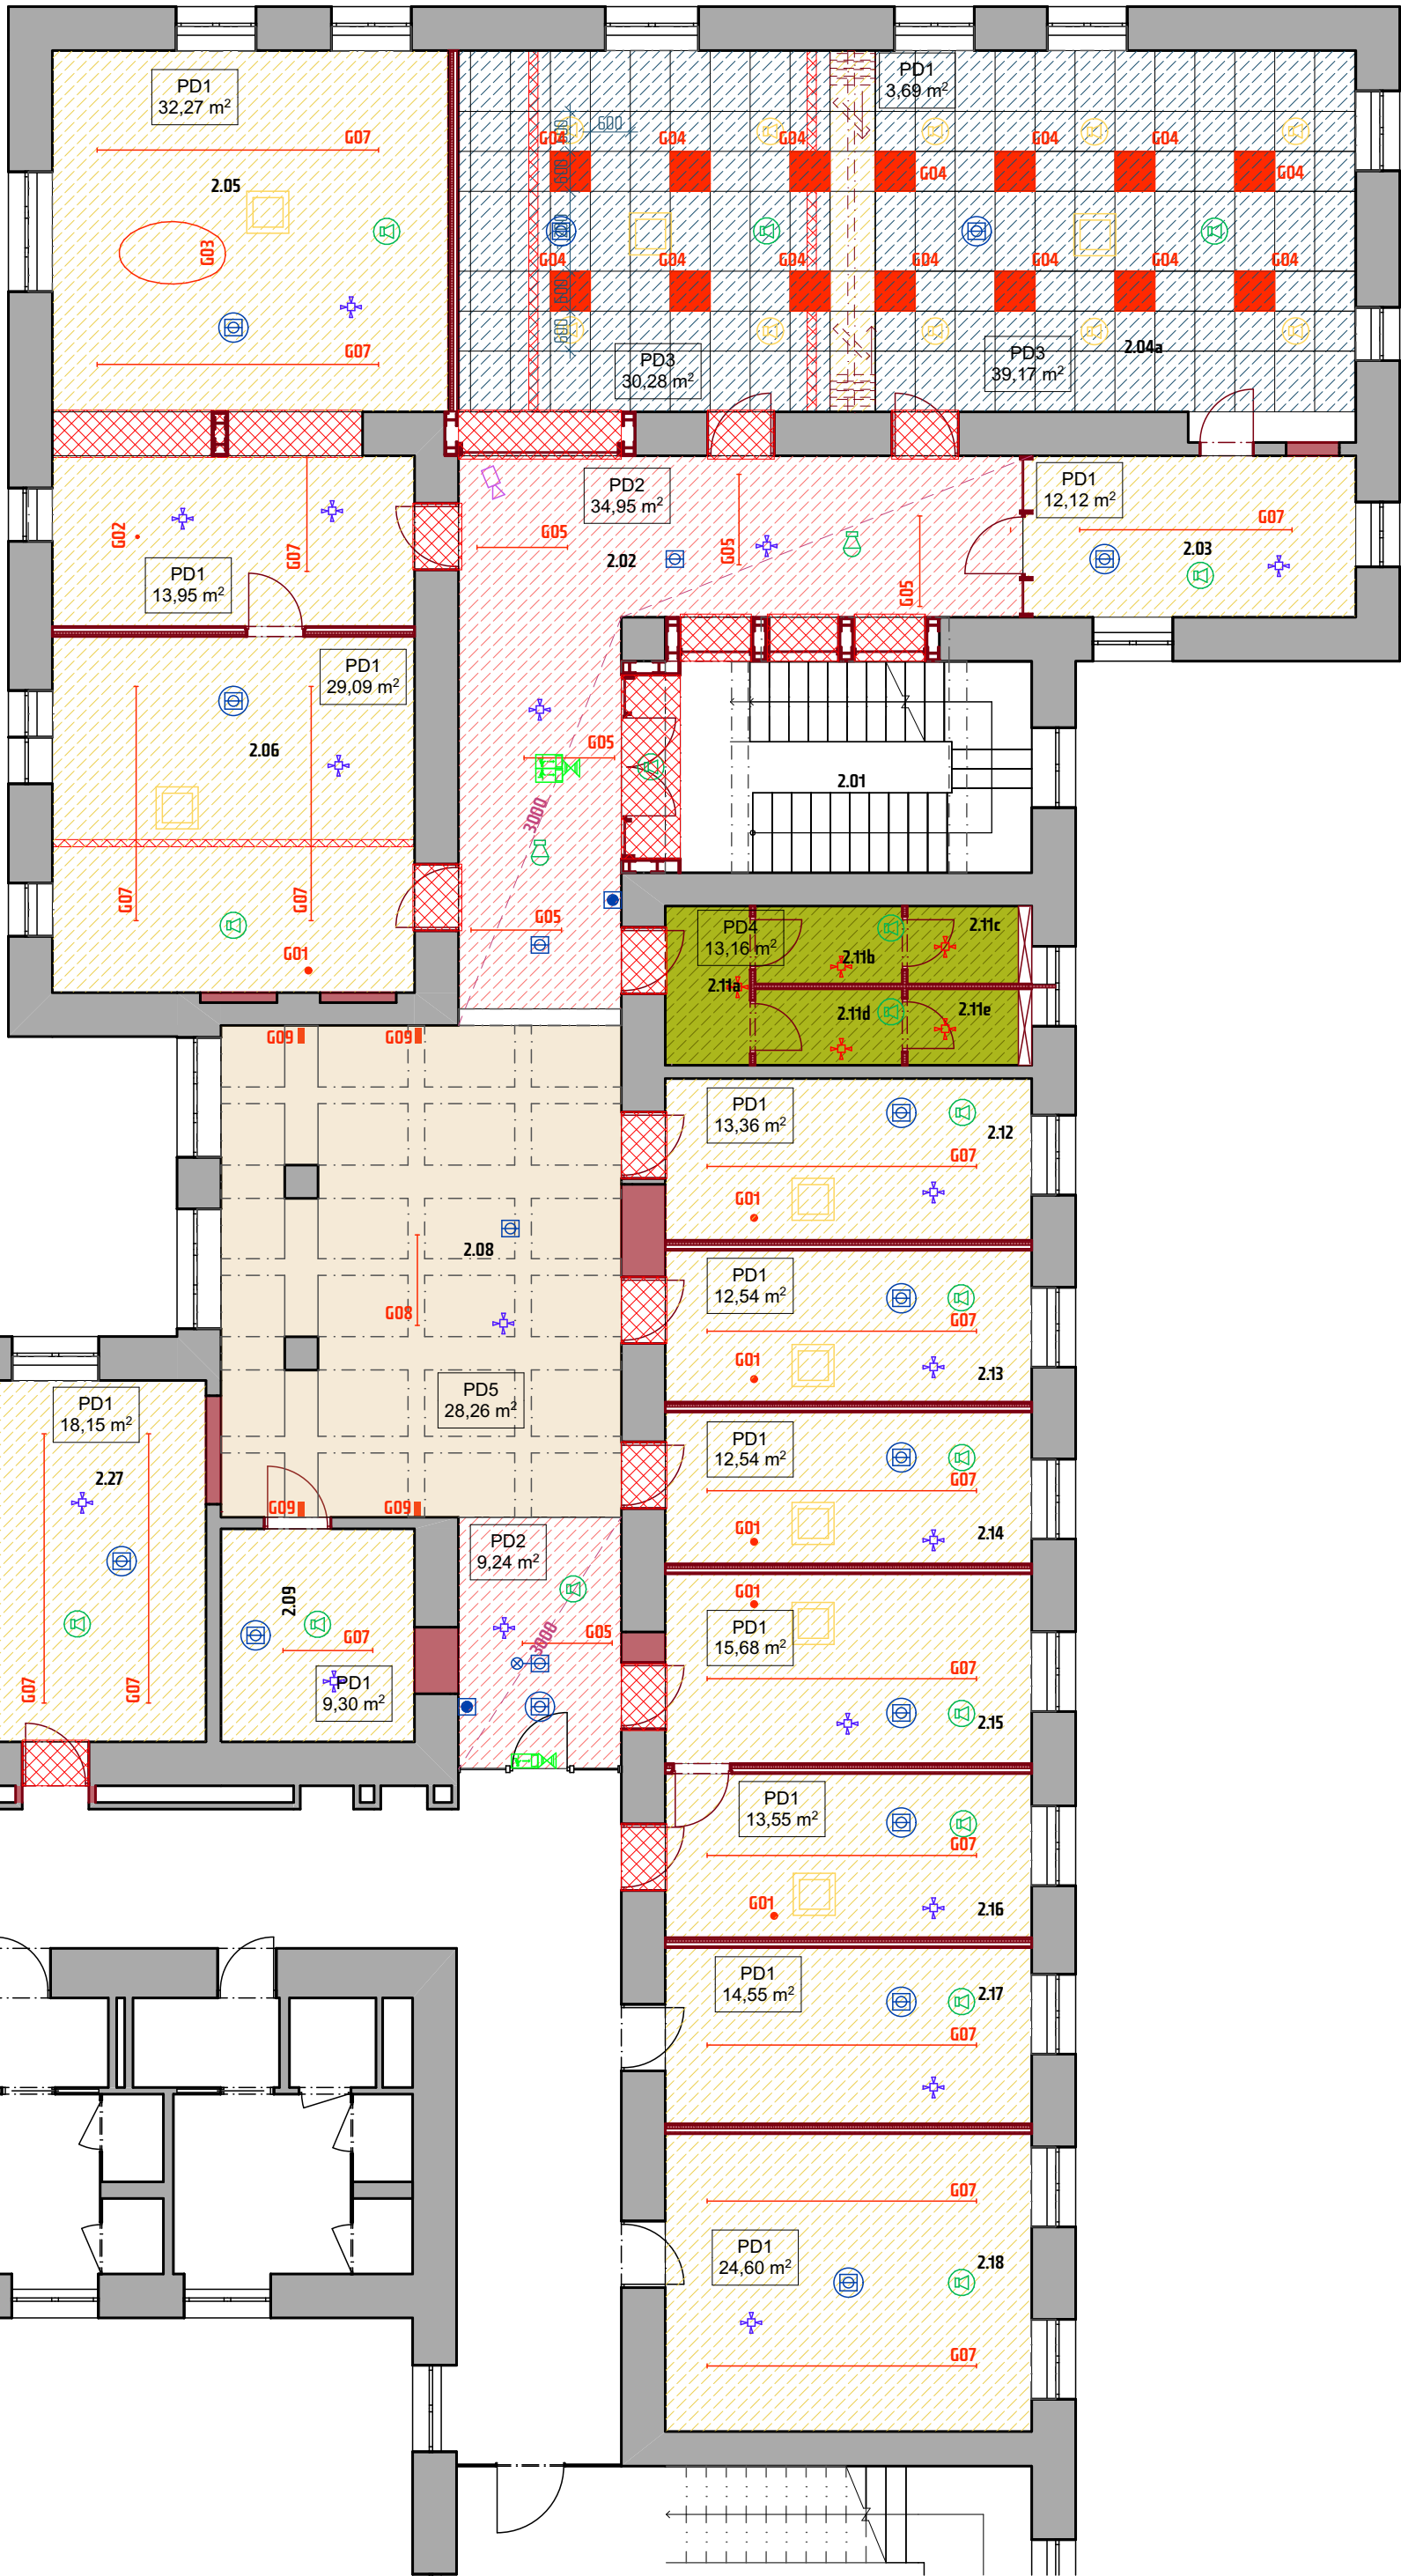 PD1
32,27 m²
G07
2.05
G03
G07
PD1
3,69 m²
600
600
G04
G04
G04
G04
G04
G04
G04
600
600
G04
G04
G04
G04
G04
G04
G04
600
600
PD3
30,28 m²
PD3
39,17 m²
2.04a
PD2
34,95 m²
PD1
12,12 m²
G07
G02
G07
G05
G05
2.02
2.03
G05
PD1
13,95 m²
PD1
29,09 m²
2.06
G05
2.01
3000
G07
G07
G05
G01
PD4
13,16 m²
2.11a
2.11b
2.11c
2.11d
2.11e
G09
G09
PD1
13,36 m²
2.12
G07
G01
2.08
PD1
12,54 m²
G07
G08
G01
2.13
PD5
28,26 m²
PD1
18,15 m²
2.27
PD1
12,54 m²
G07
G09
G09
G01
2.14
PD2
9,24 m²
2.09
G07
3000
G05
G01
PD1
15,68 m²
G07
G07
G07
PD1
9,30 m²
2.15
PD1
13,55 m²
G07
G01
2.16
PD1
14,55 m²
2.17
G07
G07
PD1
24,60 m²
2.18
G07